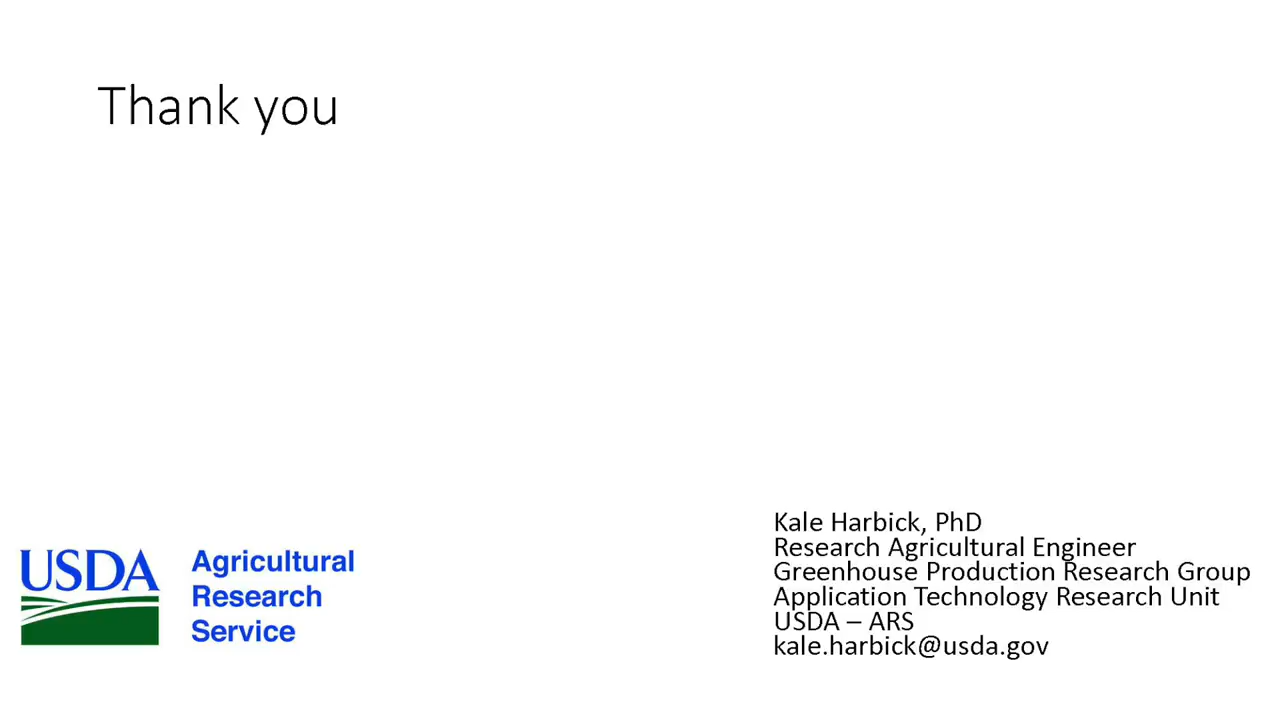 Thank you
USDA
Agricultural
Research
Service
Kale Harbick, PhD
Research Agricultural Engineer
Greenhouse Production Research Group
Application Technology Research Unit
USDA – ARS
kale.harbick@usda.gov